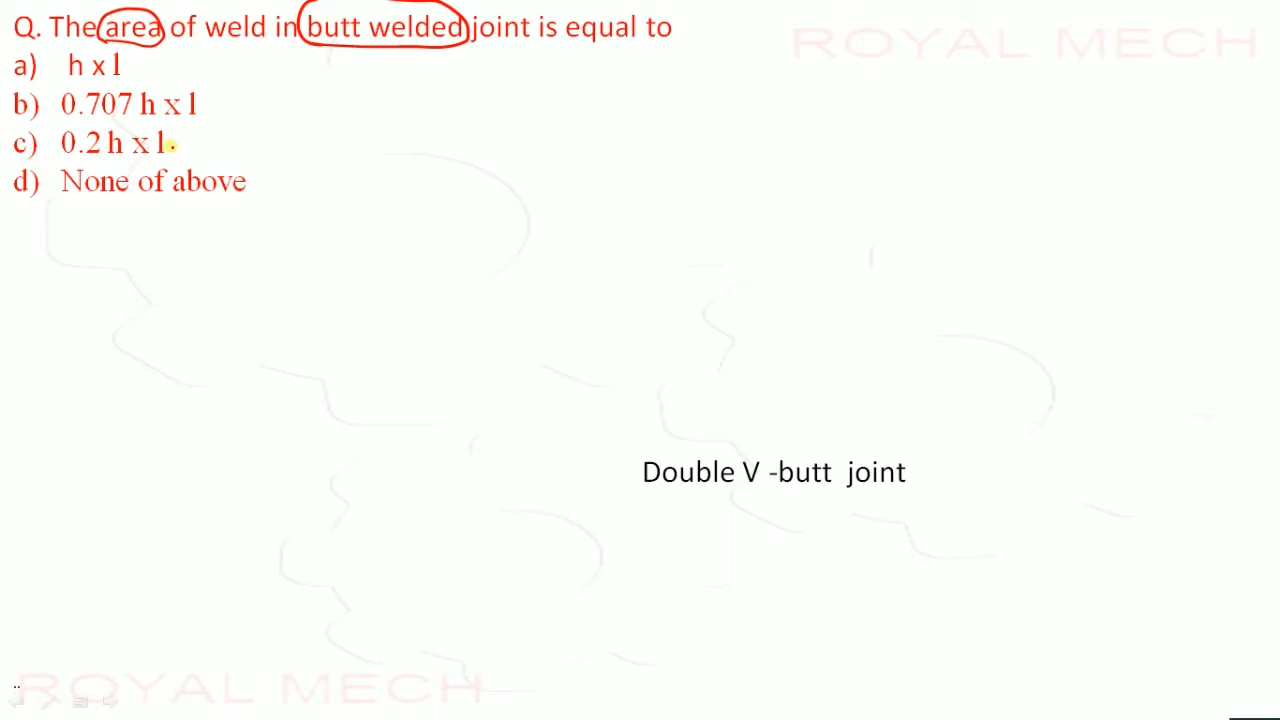 Q. The area of weld in butt welded joint is equal to
ROYAL MECH
a) h x l
b) 0.707 h x l
c) 0.2 h x l
d) None of above
Double V -butt joint
ROYAL MECH
..